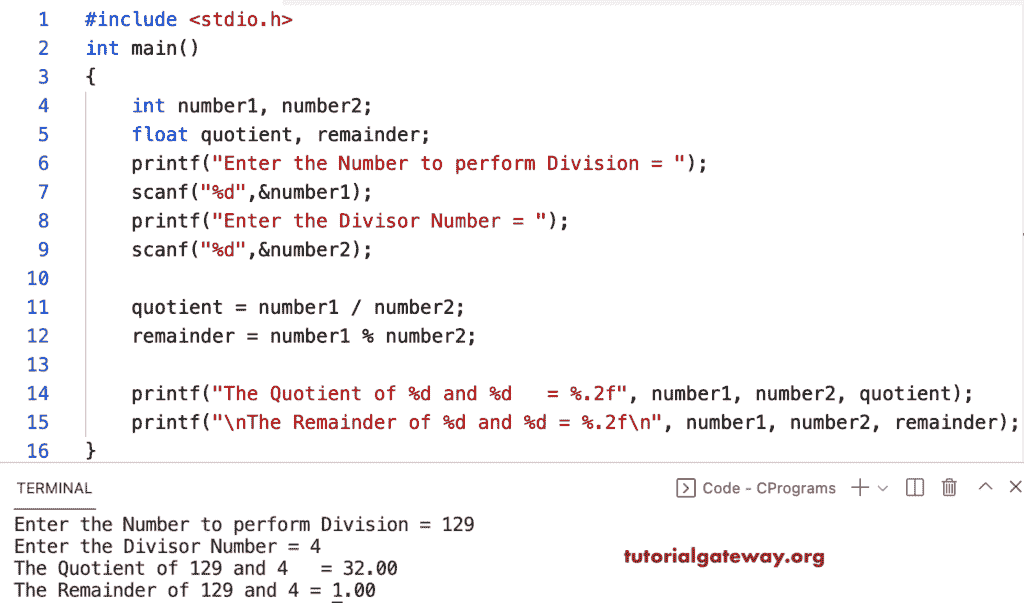 1 #include <stdio.h>
2 int main()
3 {
4     int number1, number2;
5     float quotient, remainder;
6     printf("Enter the Number to perform Division = ");
7     scanf("%d",&number1);
8     printf("Enter the Divisor Number = ");
9     scanf("%d",&number2);
10
11     quotient = number1 / number2;
12     remainder = number1 % number2;
13
14     printf("The Quotient of %d and %d   = %.2f", number1, number2, quotient);
15     printf("\nThe Remainder of %d and %d = %.2f\n", number1, number2, remainder);
16 }
TERMINAL Code - CPrograms
Enter the Number to perform Division = 129
Enter the Divisor Number = 4
The Quotient of 129 and 4   = 32.00
The Remainder of 129 and 4 = 1.00
tutorialgateway.org